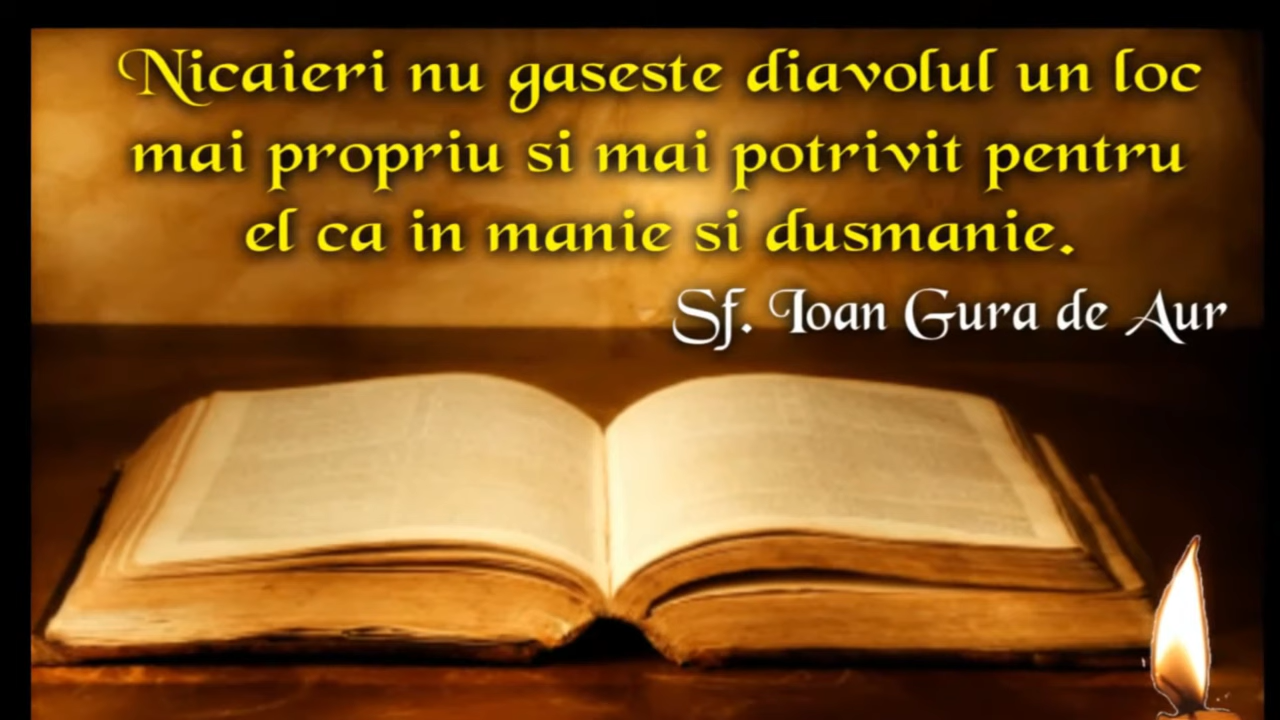 Nicaieri nu gaseste diavolul un loc
mai propriu si mai potrivit pentru
el ca in manie si dusmanie.
Sf. Ioan Gura de Aur